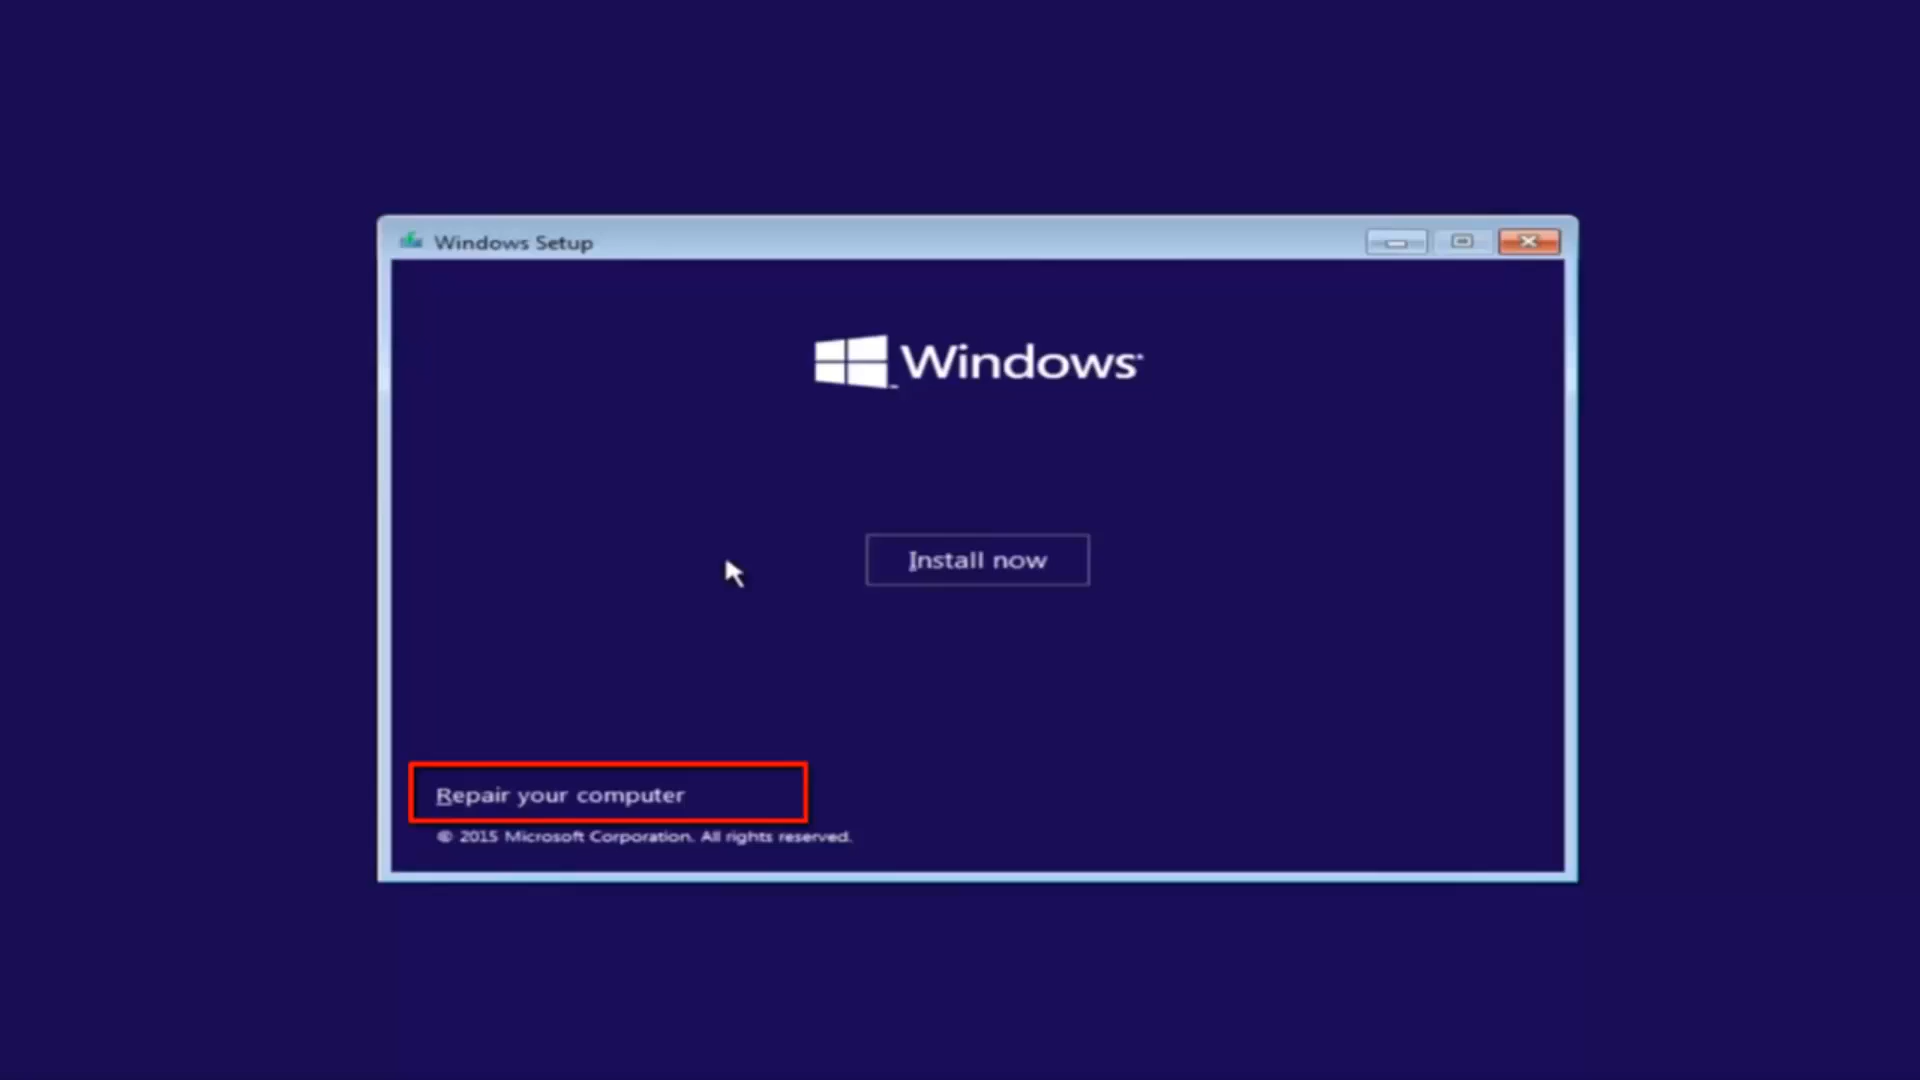 Windows Setup
Windows
Install now
Repair your computer
© 2015 Microsoft Corporation. All rights reserved.